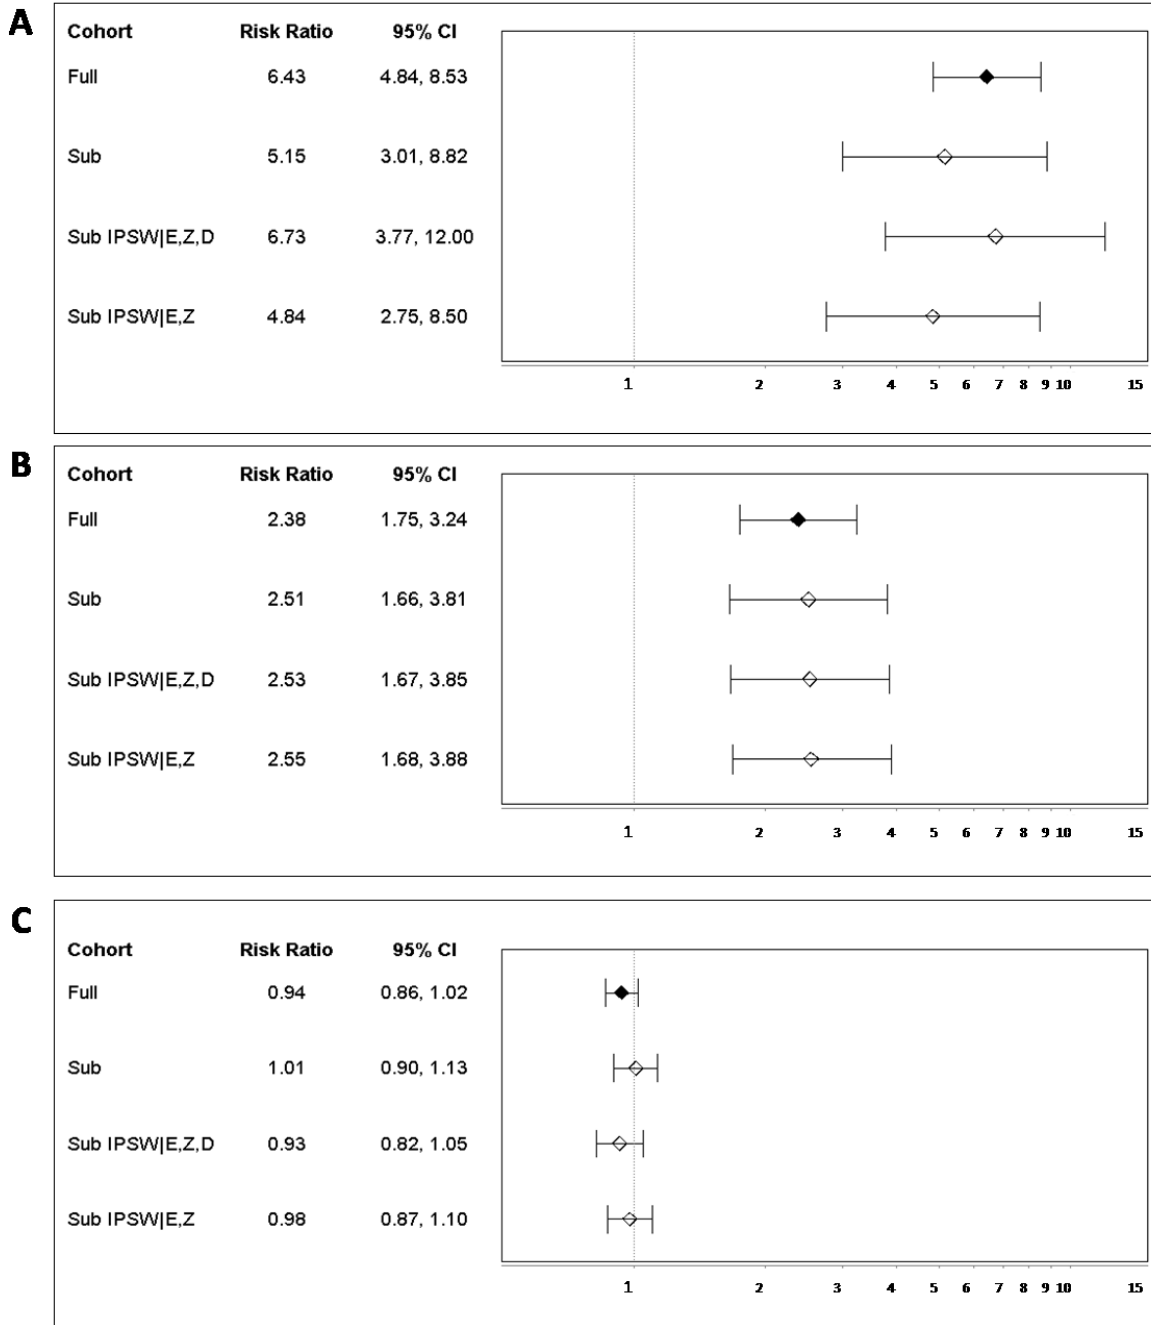 A
Cohort Risk Ratio 95% CI
Full 6.43 4.84, 8.53
Sub 5.15 3.01, 8.82
Sub IPSW|E,Z,D 6.73 3.77, 12.00
Sub IPSW|E,Z 4.84 2.75, 8.50
1 2 3 4 5 6 7 8 9 10 15
B
Cohort Risk Ratio 95% CI
Full 2.38 1.75, 3.24
Sub 2.51 1.66, 3.81
Sub IPSW|E,Z,D 2.53 1.67, 3.85
Sub IPSW|E,Z 2.55 1.68, 3.88
1 2 3 4 5 6 7 8 9 10 15
C
Cohort Risk Ratio 95% CI
Full 0.94 0.86, 1.02
Sub 1.01 0.90, 1.13
Sub IPSW|E,Z,D 0.93 0.82, 1.05
Sub IPSW|E,Z 0.98 0.87, 1.10
1 2 3 4 5 6 7 8 9 10 15